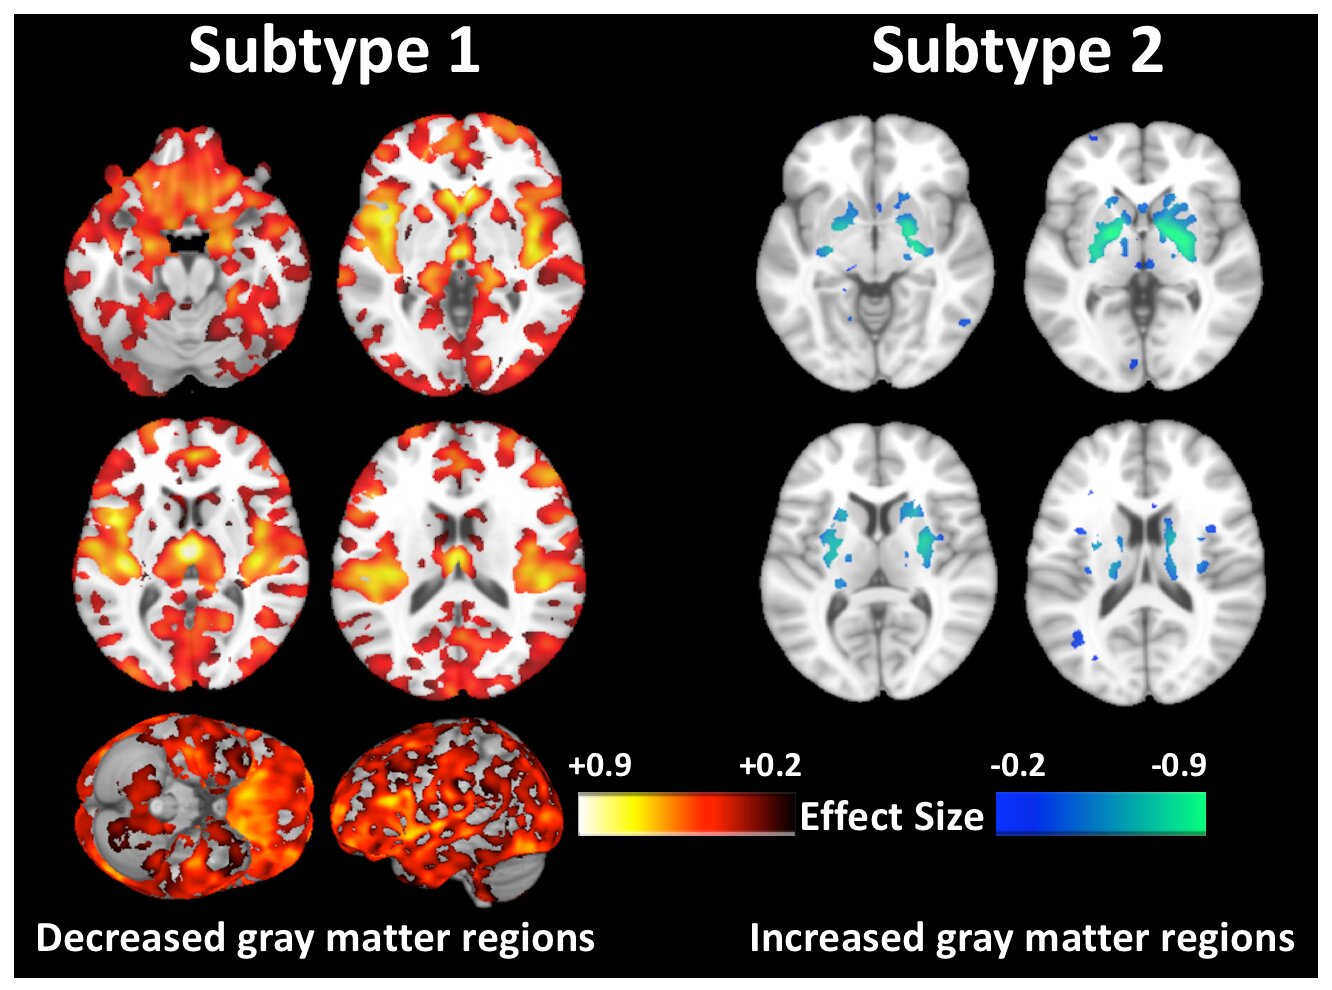 Subtype 1
Subtype 2
+0.9
+0.2
Effect Size
-0.2
-0.9
Decreased gray matter regions
Increased gray matter regions